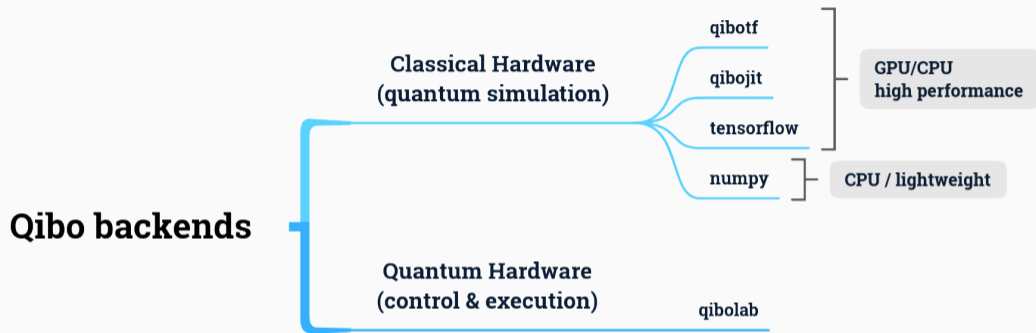 qibotf
Classical Hardware
(quantum simulation)
qibojit
GPU/CPU
high performance
tensorflow
numpy
CPU / lightweight
Qibo backends
Quantum Hardware
(control & execution)
qibolab